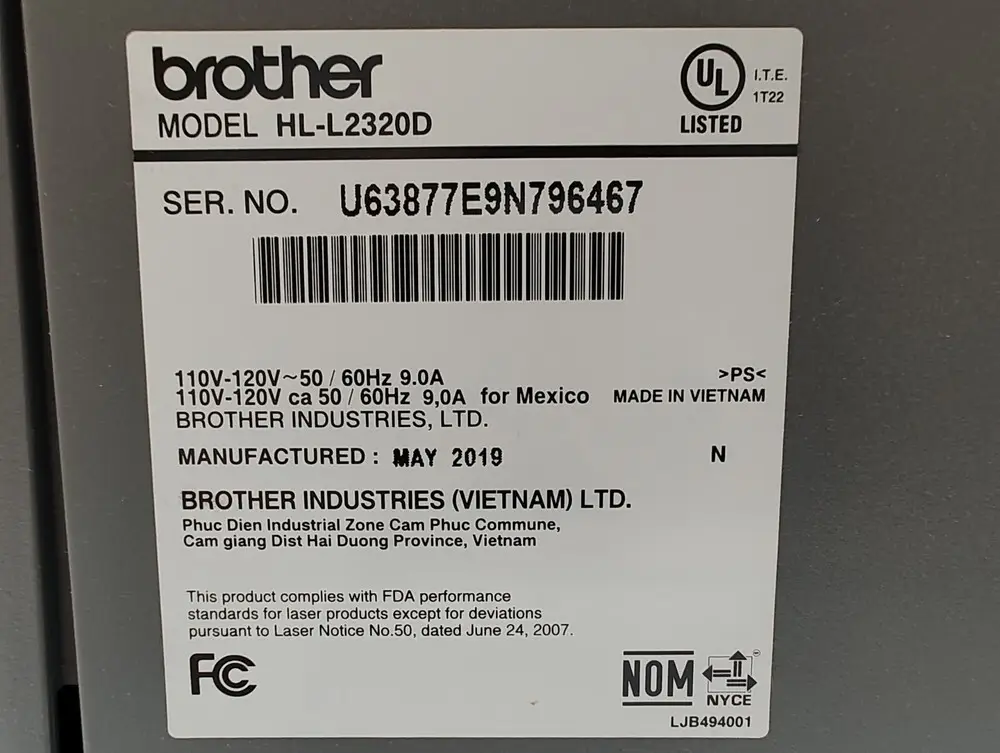 brother
MODEL HL-L2320D
UL
I.T.E.
1T22
LISTED
SER. NO. U63877E9N796467
110V-120V~50 / 60Hz 9.0A
>PS<
110V-120V ca 50 / 60Hz 9,0A for Mexico MADE IN VIETNAM
BROTHER INDUSTRIES, LTD.
MANUFACTURED : MAY 2019 N
BROTHER INDUSTRIES (VIETNAM) LTD.
Phuc Dien Industrial Zone Cam Phuc Commune,
Cam giang Dist Hai Duong Province, Vietnam
This product complies with FDA performance
standards for laser products except for deviations
pursuant to Laser Notice No.50, dated June 24, 2007.
FC
NOM
NYCE
LJB494001